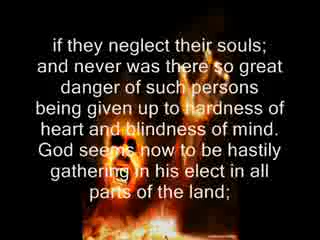 if they neglect their souls;
and never was there so great
danger of such persons
being given up to hardness of
heart and blindness of mind.
God seems now to be hastily
gathering in his elect in all
parts of the land;